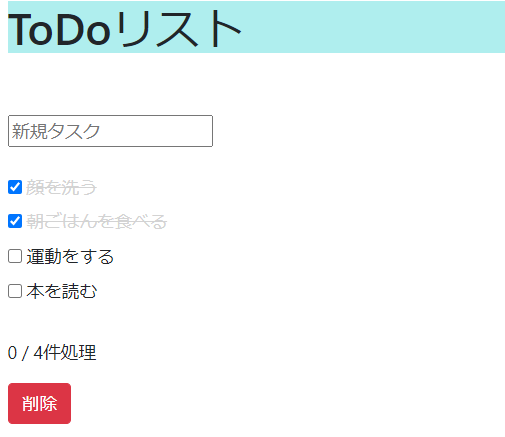 ToDoリスト
新規タスク
顔を洗う
朝ごはんを食べる
運動をする
本を読む
0 / 4件処理
削除